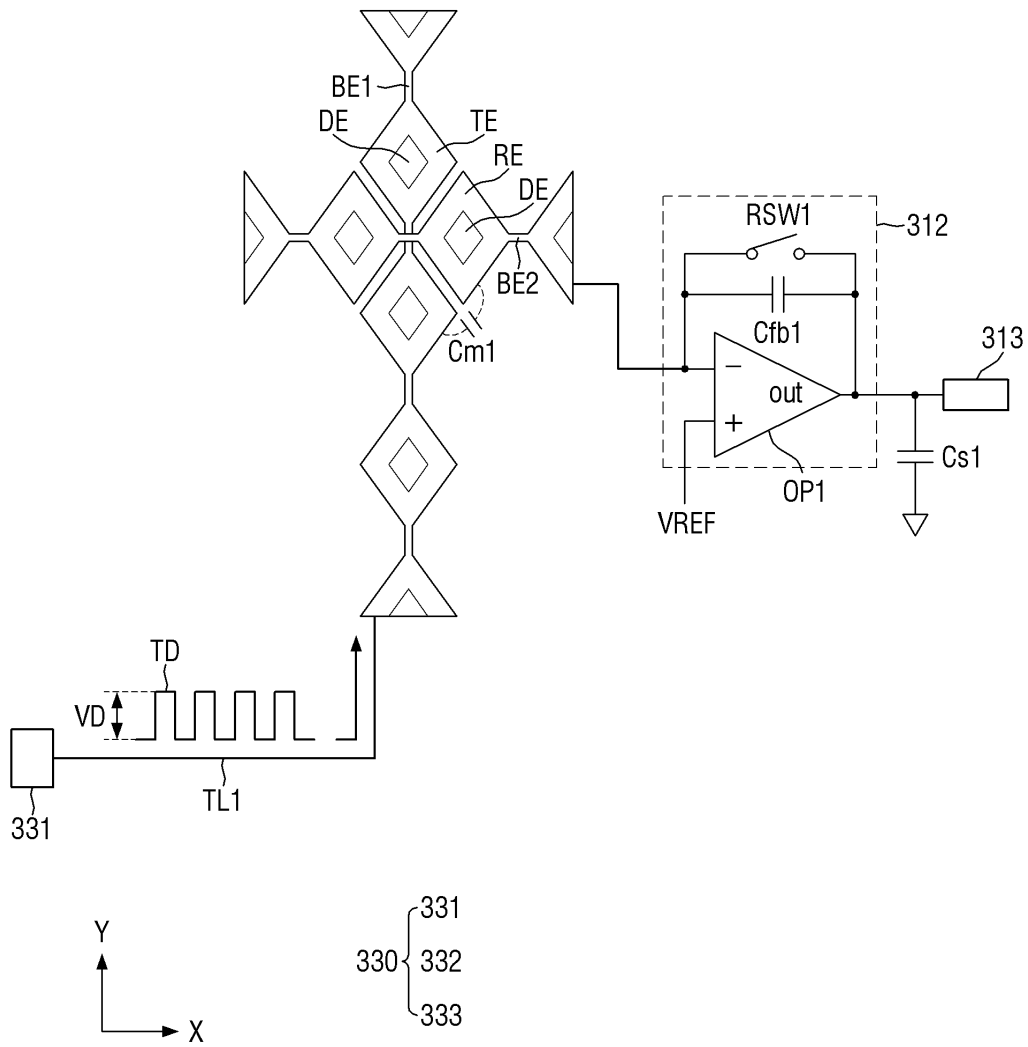 BE1
DE
TE
RE
DE
BE2
Cm1
RSW1
312
Cfb1
313
−
out
+
OP1
Cs1
VREF
TD
VD
TL1
331
Y
X
330
331
332
333